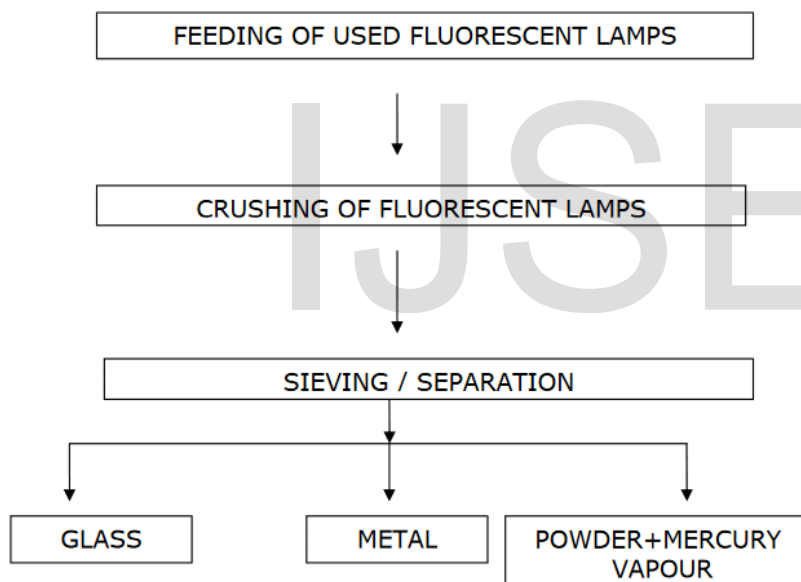 FEEDING OF USED FLUORESCENT LAMPS
CRUSHING OF FLUORESCENT LAMPS
SIEVING / SEPARATION
GLASS
METAL
POWDER+MERCURY
VAPOUR
IJSE